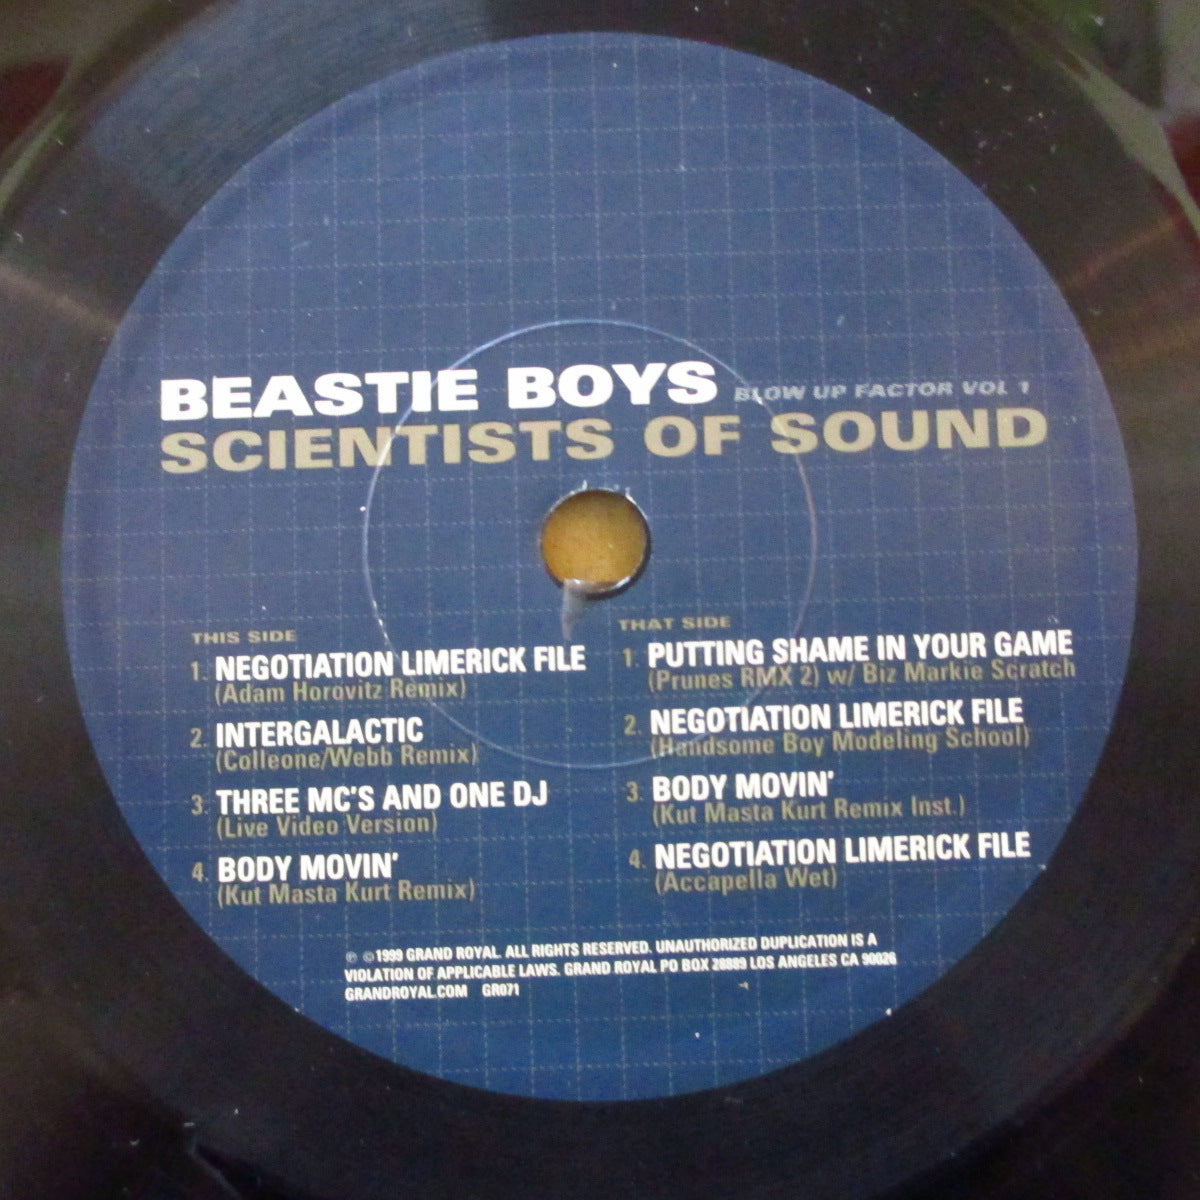 BEASTIE BOYS BLOW UP FACTOR VOL 1
SCIENTISTS OF SOUND
THIS SIDE
1. NEGOTIATION LIMERICK FILE
(Adam Horovitz Remix)
2. INTERGALACTIC
(Colleone/Webb Remix)
3. THREE MC'S AND ONE DJ
(Live Video Version)
4. BODY MOVIN'
(Kut Masta Kurt Remix)
THAT SIDE
1. PUTTING SHAME IN YOUR GAME
(Prunes RMX 2) w/ Biz Markie Scratch
2. NEGOTIATION LIMERICK FILE
(Handsome Boy Modeling School)
3. BODY MOVIN'
(Kut Masta Kurt Remix Inst.)
4. NEGOTIATION LIMERICK FILE
(Accapella Wet)
℗ © 1999 GRAND ROYAL. ALL RIGHTS RESERVED. UNAUTHORIZED DUPLICATION IS A
VIOLATION OF APPLICABLE LAWS. GRAND ROYAL PO BOX 28889 LOS ANGELES CA 90026
GRANDROYAL.COM GR071